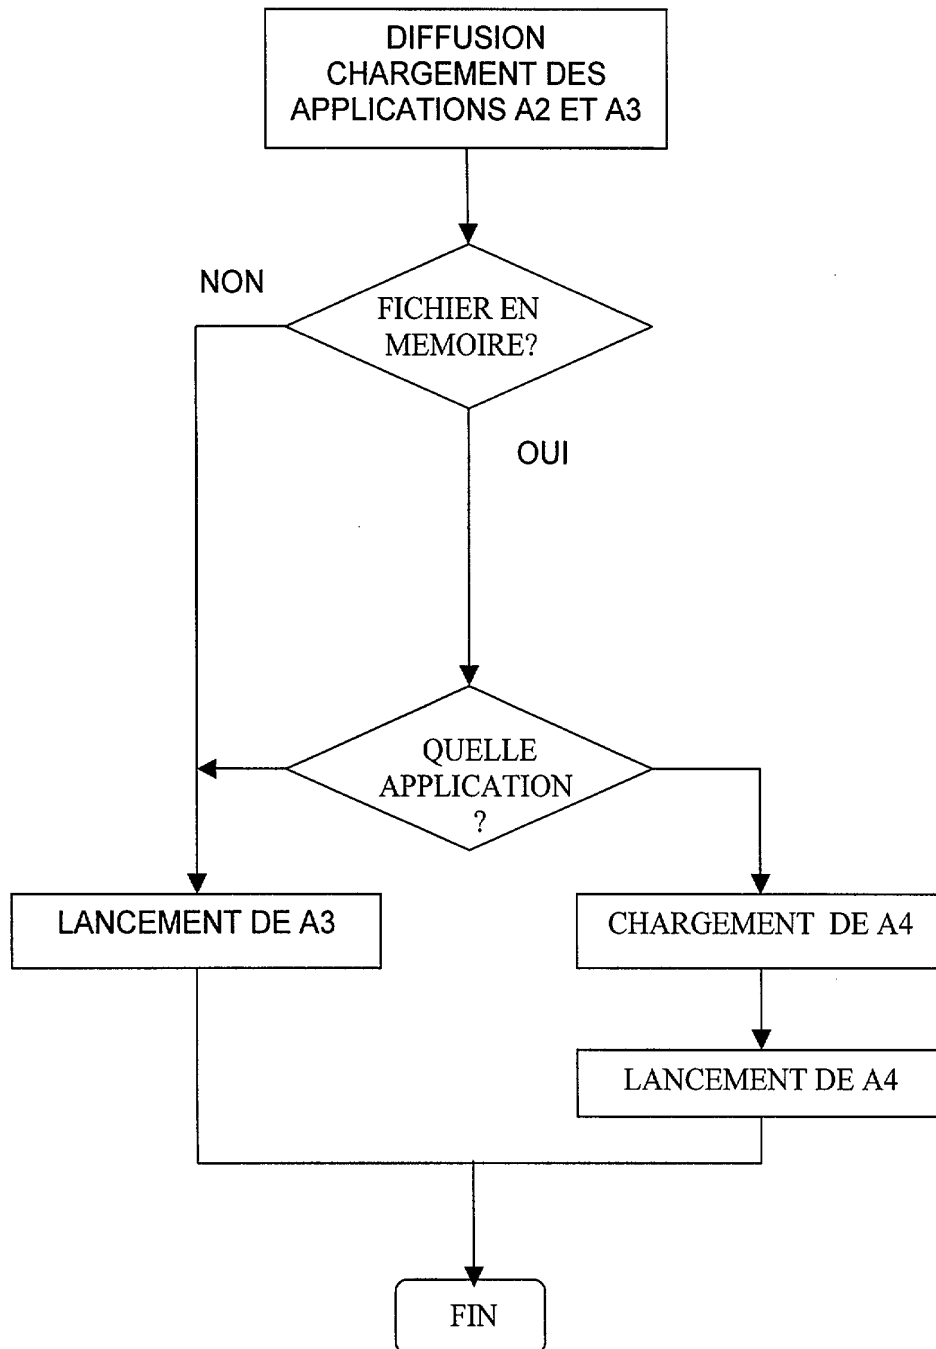 DIFFUSION
CHARGEMENT DES
APPLICATIONS A2 ET A3
NON
FICHIER EN
MEMOIRE?
OUI
QUELLE
APPLICATION
?
LANCEMENT DE A3
CHARGEMENT DE A4
LANCEMENT DE A4
FIN